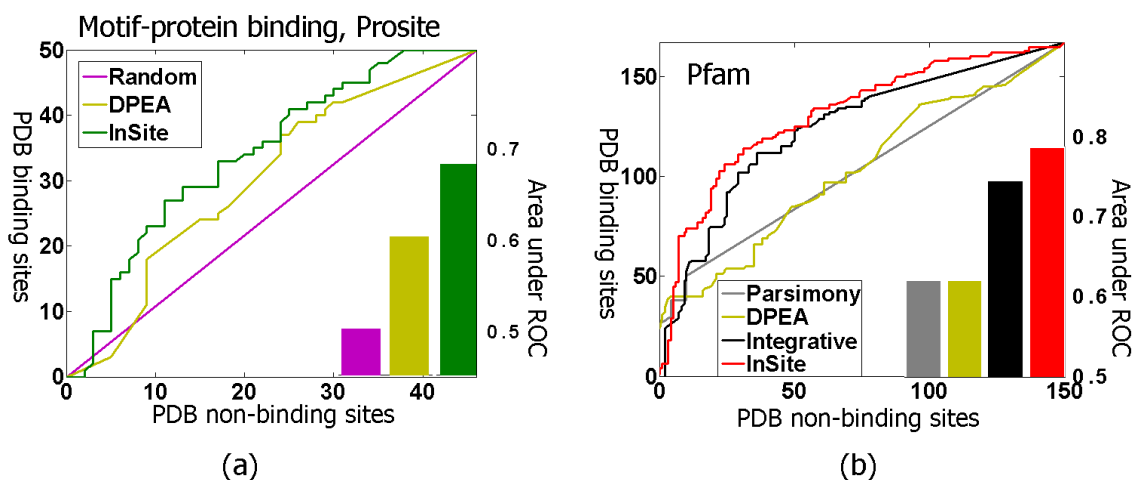 Motif-protein binding, Prosite
50
40
30
20
10
0
PDB binding sites
Random
DPEA
InSite
0.7
0.6
0.5
Area under ROC
0
10
20
30
40
PDB non-binding sites
(a)
Pfam
150
100
50
0
PDB binding sites
Parsimony
DPEA
Integrative
InSite
0.8
0.7
0.6
0.5
Area under ROC
0
50
100
150
PDB non-binding sites
(b)